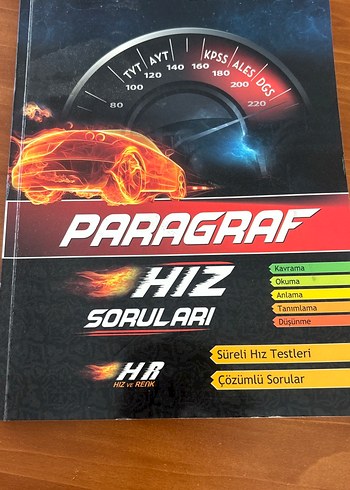 TYT AYT KPSS ALES DGS
80 100 120 140 160 180 200 220
PARAGRAF
HIZ
SORULARI
Kavrama
Okuma
Anlama
Tanımlama
Düşünme
Süreli Hız Testleri
Çözümlü Sorular
HR
HIZ VE RENK